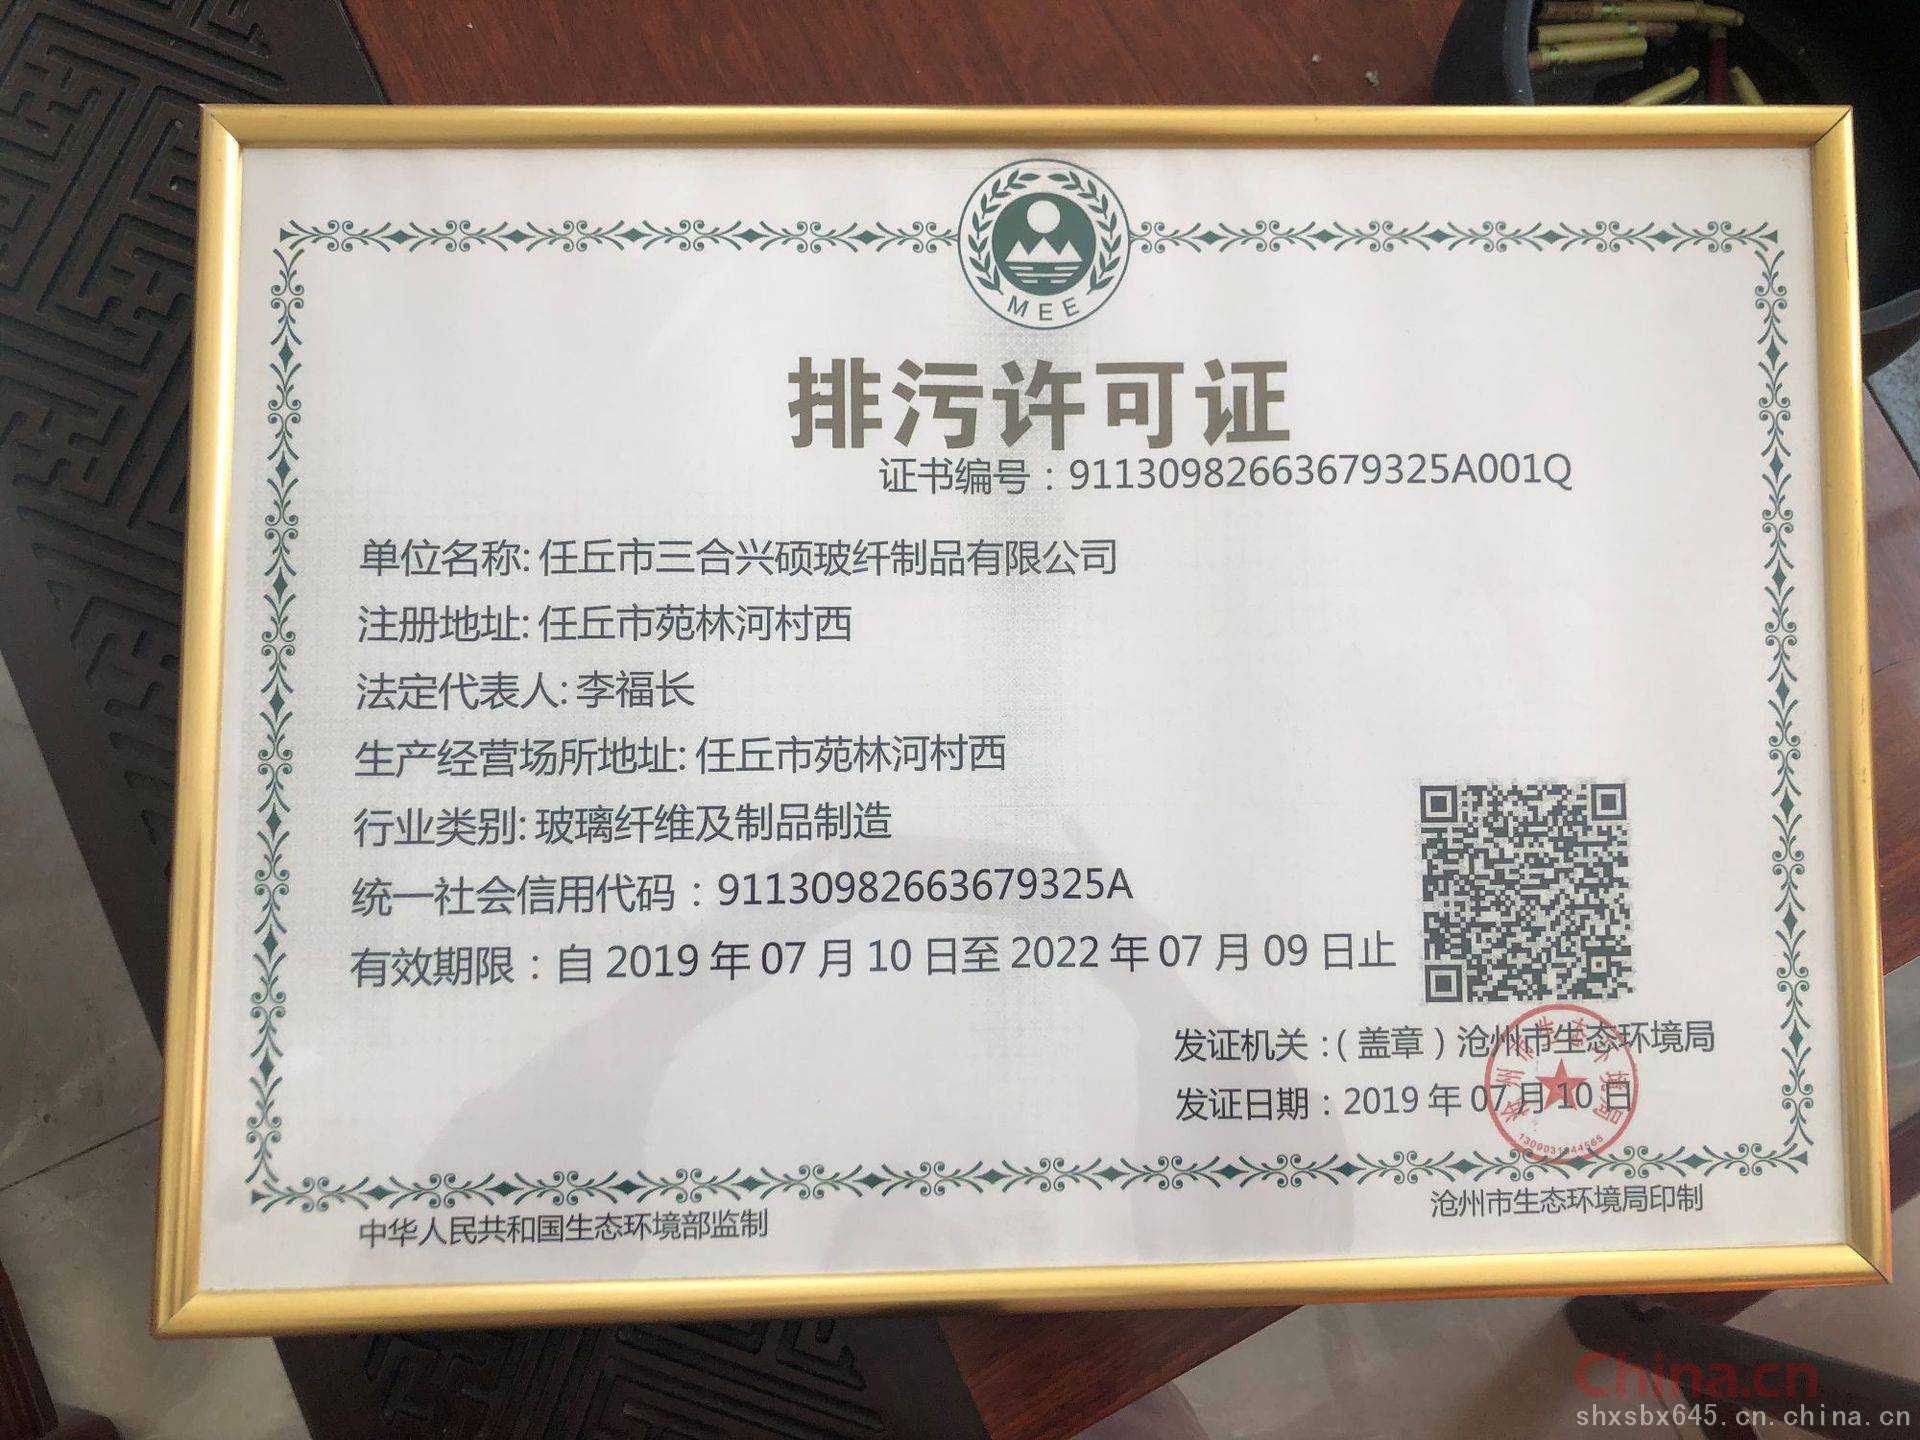 MEE
排污许可证
证书编号：91130982663679325A001Q
单位名称: 任丘市三合兴硕玻纤制品有限公司
注册地址: 任丘市苑林河村西
法定代表人: 李福长
生产经营场所地址: 任丘市苑林河村西
行业类别: 玻璃纤维及制品制造
统一社会信用代码：91130982663679325A
有效期限：自 2019 年 07 月 10 日至 2022 年 07 月 09 日止
发证机关：（盖章）沧州市生态环境局
发证日期：2019 年 07 月 10 日
沧州市生态环境局
中华人民共和国生态环境部监制
沧州市生态环境局印制
China.cn
shxsbx645.cn.china.cn